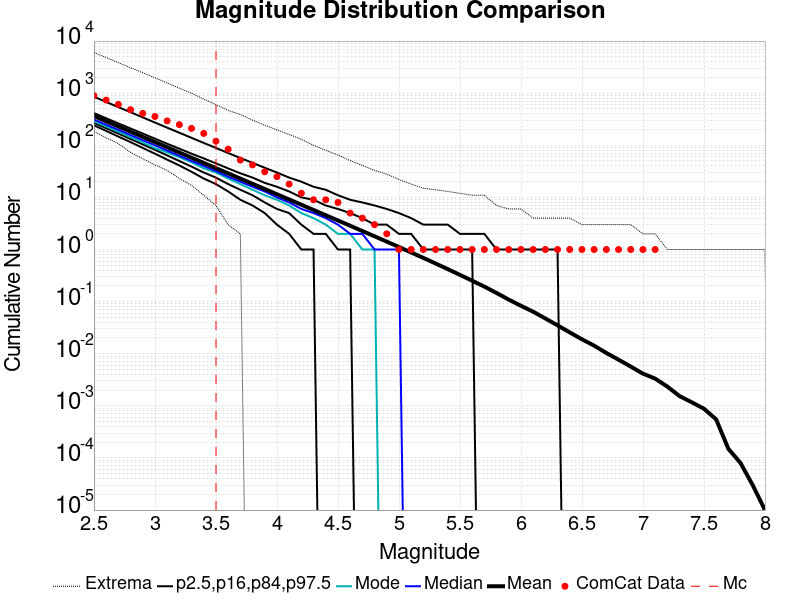 Magnitude Distribution Comparison
10^4
10^3
10^2
10^1
10^0
10^-1
10^-2
10^-3
10^-4
10^-5
Cumulative Number
2.5 3 3.5 4 4.5 5 5.5 6 6.5 7 7.5 8
Magnitude
Extrema p2.5,p16,p84,p97.5 Mode Median Mean ComCat Data Mc